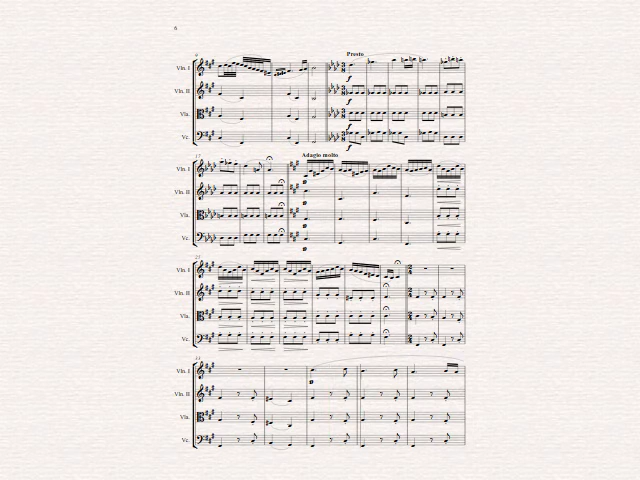 6
Vln. I
Vln. II
Vla.
Vc.
Presto
Vln. I
Vln. II
Vla.
Vc.
17
Adagio molto
Vln. I
Vln. II
Vla.
Vc.
Vln. I
Vln. II
Vla.
Vc.